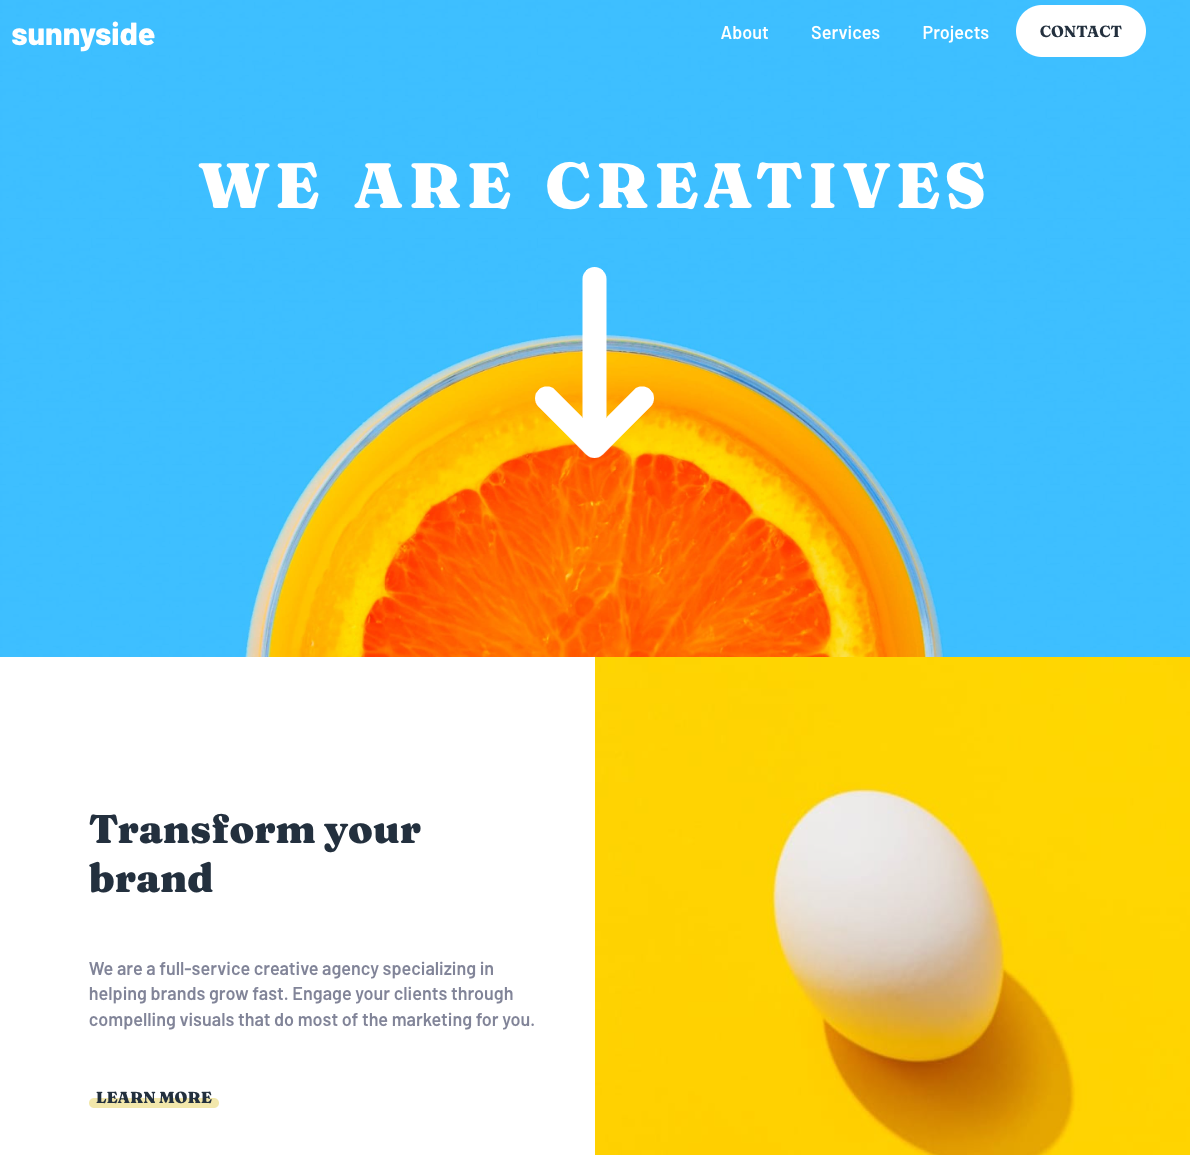 sunnyside
About Services Projects CONTACT
WE ARE CREATIVES
Transform your
brand
We are a full-service creative agency specializing in
helping brands grow fast. Engage your clients through
compelling visuals that do most of the marketing for you.
LEARN MORE